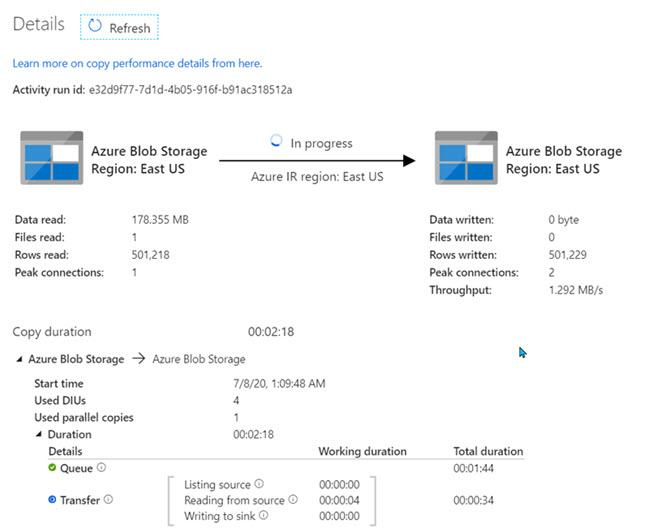 Details Refresh
Learn more on copy performance details from here.
Activity run id: e32d9f77-7d1d-4b05-916f-b91ac318512a
Azure Blob Storage
Region: East US
In progress
Azure IR region: East US
Azure Blob Storage
Region: East US
Data read: 178.355 MB
Files read: 1
Rows read: 501,218
Peak connections: 1
Data written: 0 byte
Files written: 0
Rows written: 501,229
Peak connections: 2
Throughput: 1.292 MB/s
Copy duration 00:02:18
Azure Blob Storage → Azure Blob Storage
Start time 7/8/20, 1:09:48 AM
Used DIUs 4
Used parallel copies 1
Duration 00:02:18
Details Working duration Total duration
Queue 00:01:44
Listing source 00:00:00
Transfer Reading from source 00:00:04 00:00:34
Writing to sink 00:00:00